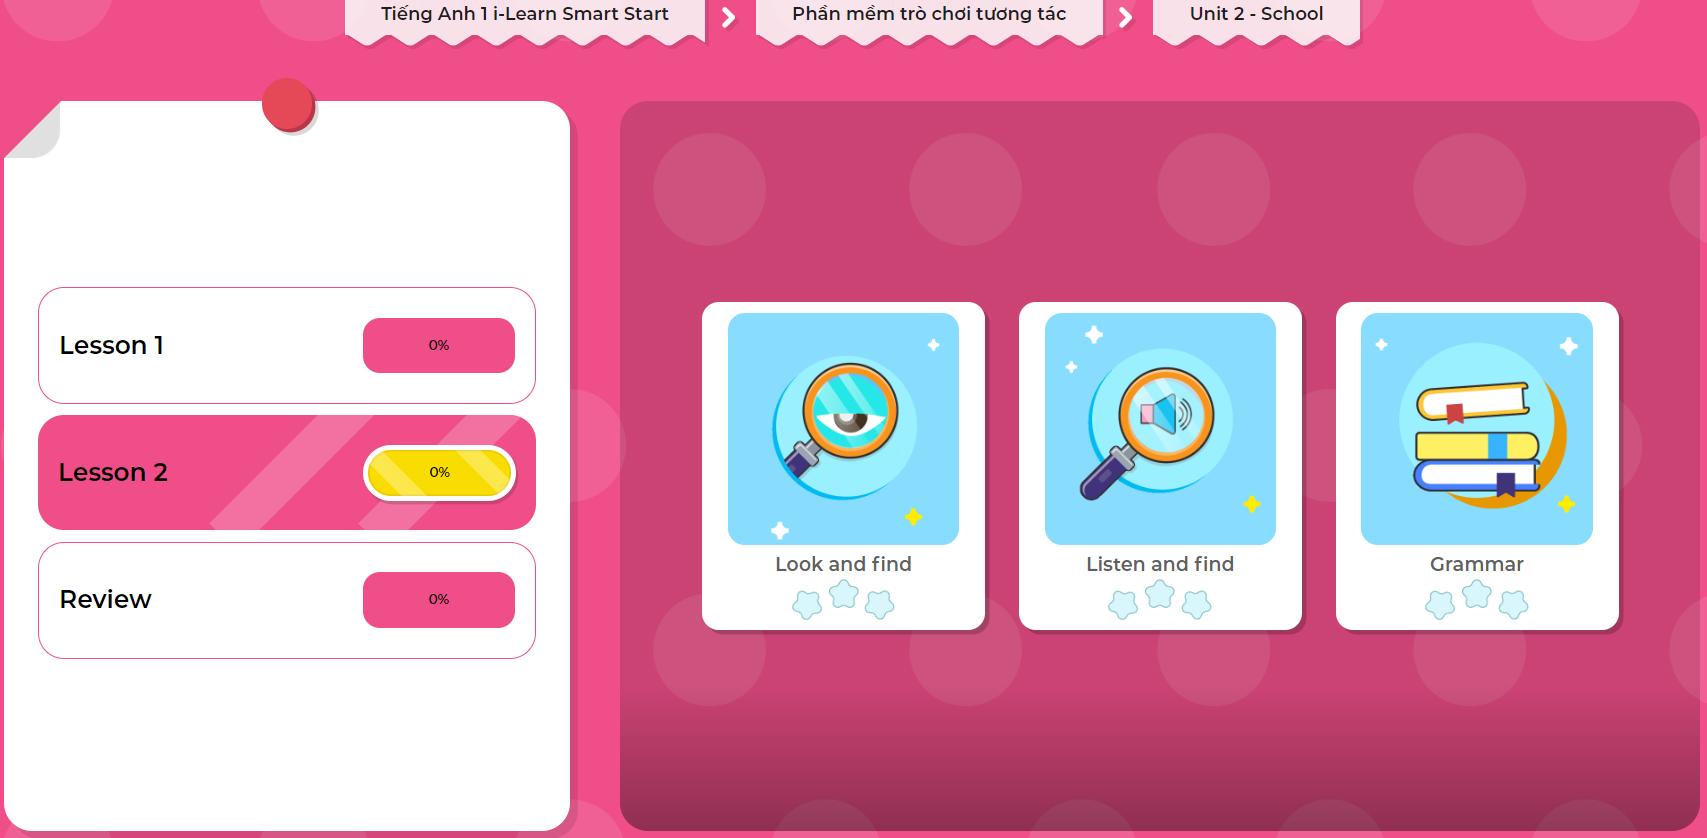 Tiếng Anh 1 i-Learn Smart Start
Phần mềm trò chơi tương tác
Unit 2 - School
Lesson 1
0%
Lesson 2
0%
Review
0%
Look and find
Listen and find
Grammar